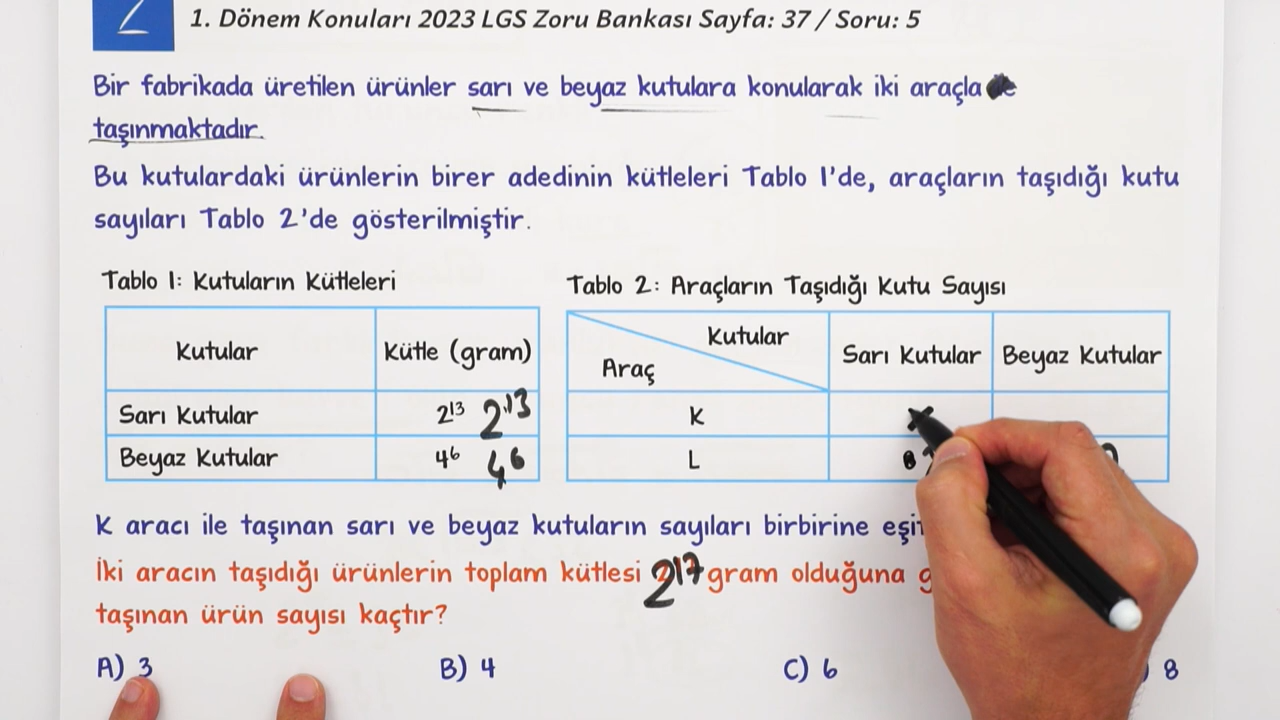 2
1. Dönem Konuları 2023 LGS Zoru Bankası Sayfa: 37 / Soru: 5
Bir fabrikada üretilen ürünler sarı ve beyaz kutulara konularak iki araçla
taşınmaktadır.
Bu kutulardaki ürünlerin birer adedinin kütleleri Tablo 1'de, araçların taşıdığı kutu
sayıları Tablo 2'de gösterilmiştir.
Tablo 1: Kutuların Kütleleri
Kutular Kütle (gram)
Sarı Kutular 2¹³ 2¹³
Beyaz Kutular 4⁶ 4⁶
Tablo 2: Araçların Taşıdığı Kutu Sayısı
Kutular
Araç
Sarı Kutular Beyaz Kutular
K
L 8
K aracı ile taşınan sarı ve beyaz kutuların sayıları birbirine
İki aracın taşıdığı ürünlerin toplam kütlesi 2¹⁷ gram olduğuna
taşınan ürün sayısı kaçtır?
A) 3 B) 4 C) 6 ) 8